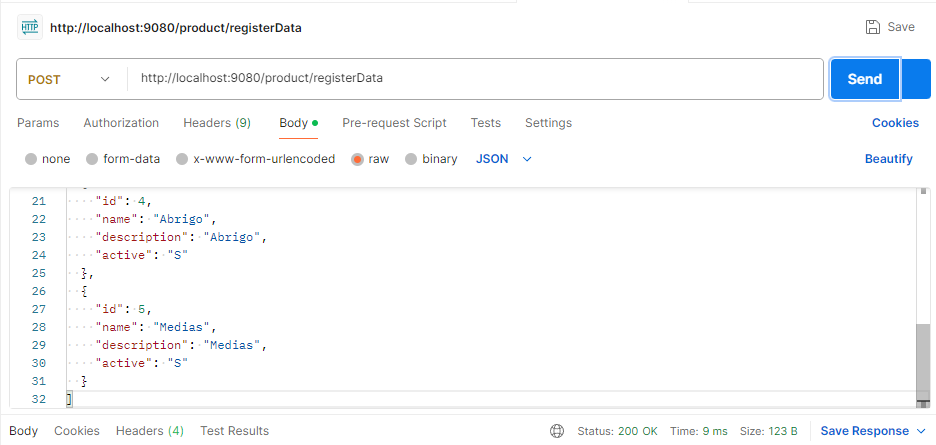 HTTP http://localhost:9080/product/registerData Save
POST http://localhost:9080/product/registerData Send
Params Authorization Headers (9) Body Pre-request Script Tests Settings Cookies
none form-data x-www-form-urlencoded raw binary JSON Beautify
21 "id": 4,
22 "name": "Abrigo",
23 "description": "Abrigo",
24 "active": "S"
25 },
26 {
27 "id": 5,
28 "name": "Medias",
29 "description": "Medias",
30 "active": "S"
31 }
32 ]
Body Cookies Headers (4) Test Results Status: 200 OK Time: 9 ms Size: 123 B Save Response